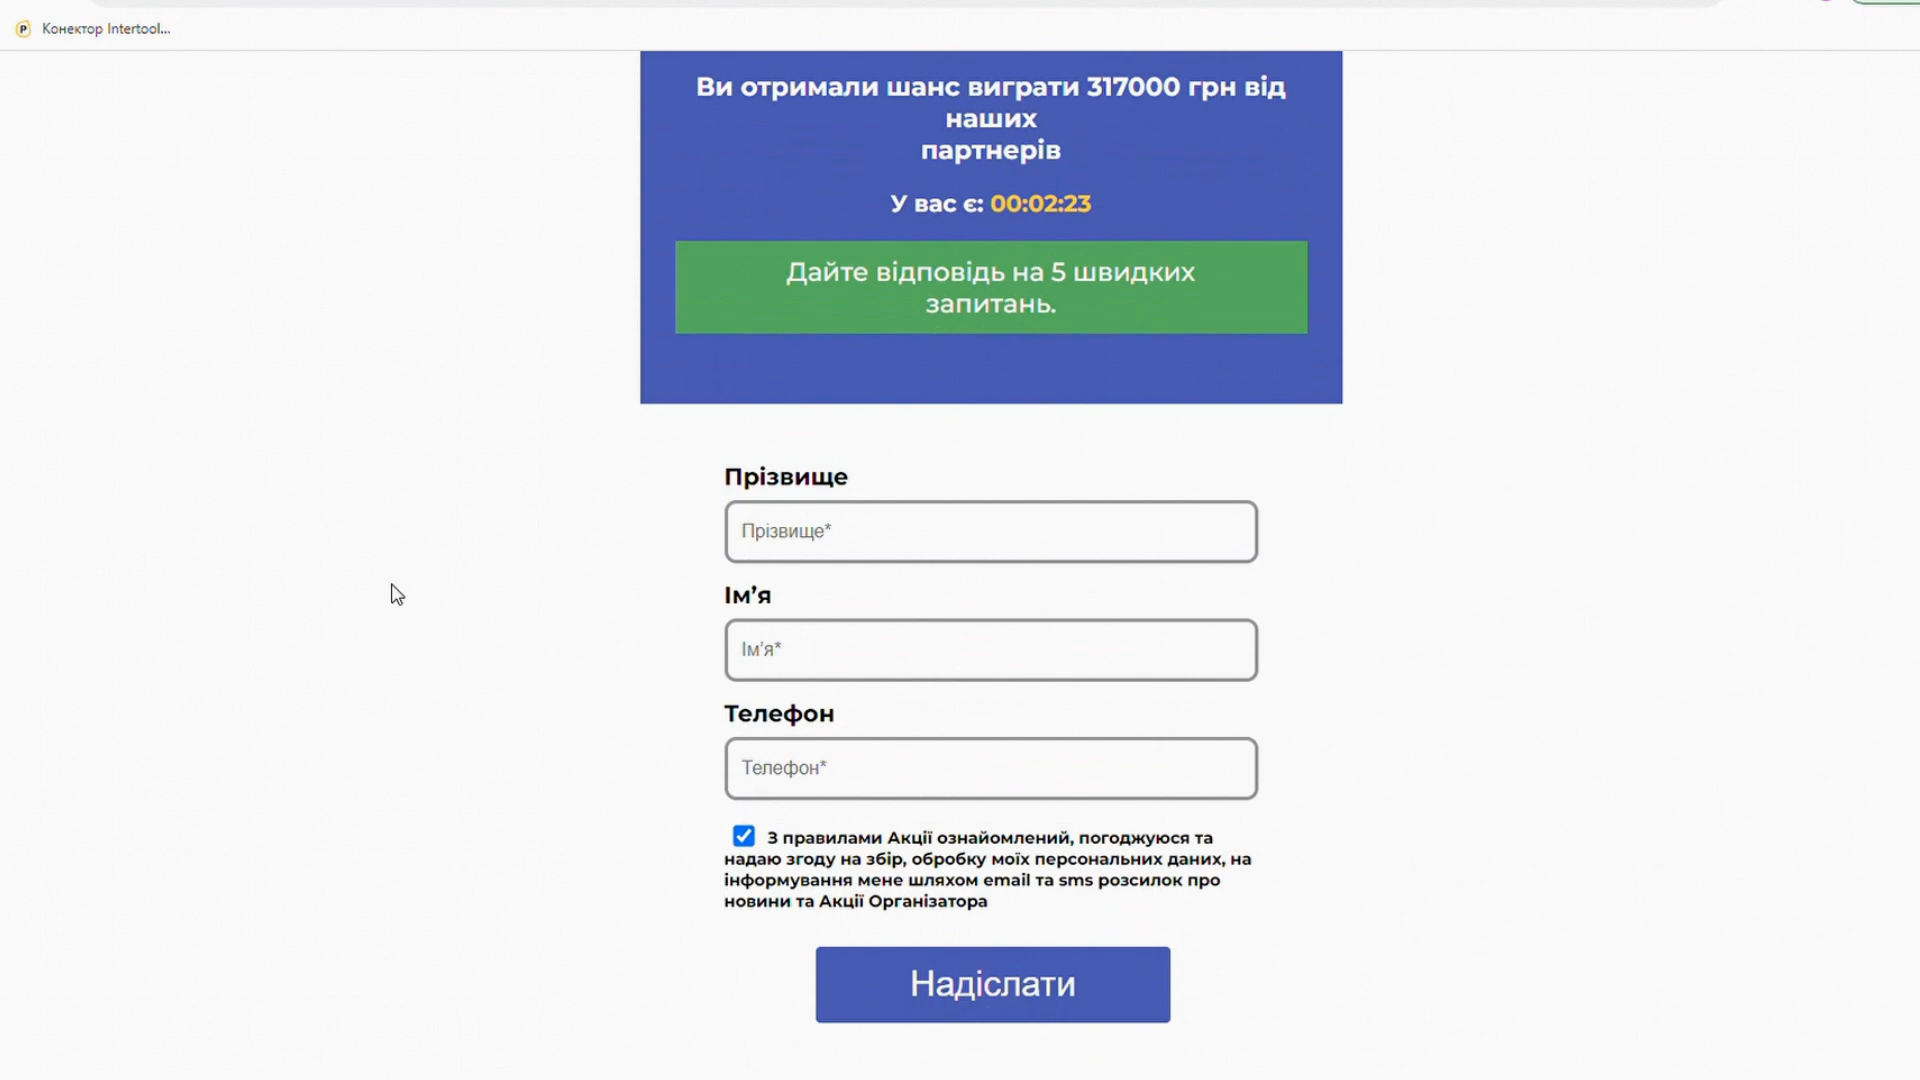 Конектор Intertool...
Ви отримали шанс виграти 317000 грн від
наших
партнерів
У вас є: 00:02:23
Дайте відповідь на 5 швидких
запитань.
Прізвище
Прізвище*
Ім’я
Ім'я*
Телефон
Телефон*
З правилами Акції ознайомлений, погоджуюся та
надаю згоду на збір, обробку моїх персональних даних, на
інформування мене шляхом email та sms розсилок про
новини та Акції Організатора
Надіслати